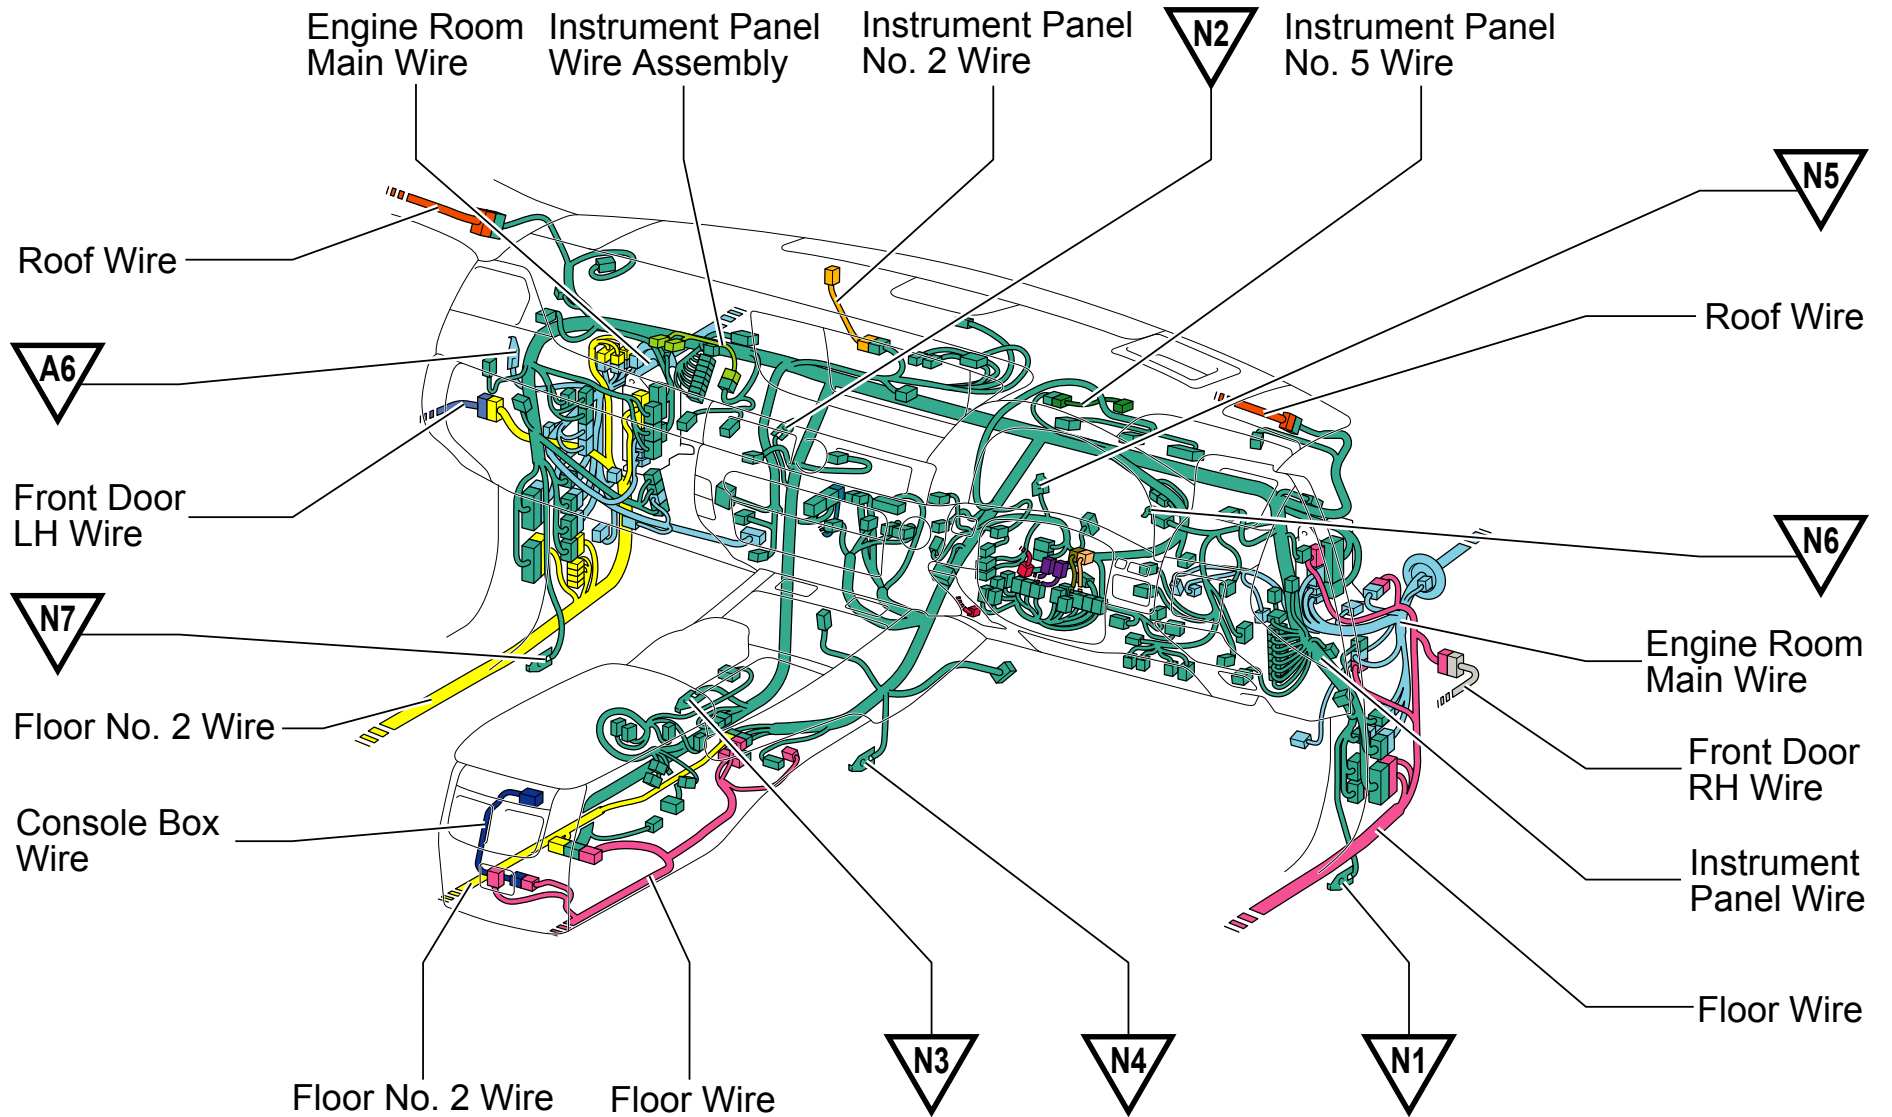 Engine Room
Main Wire
Instrument Panel
Wire Assembly
Instrument Panel
No. 2 Wire
N2
Instrument Panel
No. 5 Wire
N5
Roof Wire
Roof Wire
A6
Front Door
LH Wire
N6
N7
Engine Room
Main Wire
Floor No. 2 Wire
Front Door
RH Wire
Console Box
Wire
Instrument
Panel Wire
Floor Wire
N3
N4
N1
Floor No. 2 Wire
Floor Wire